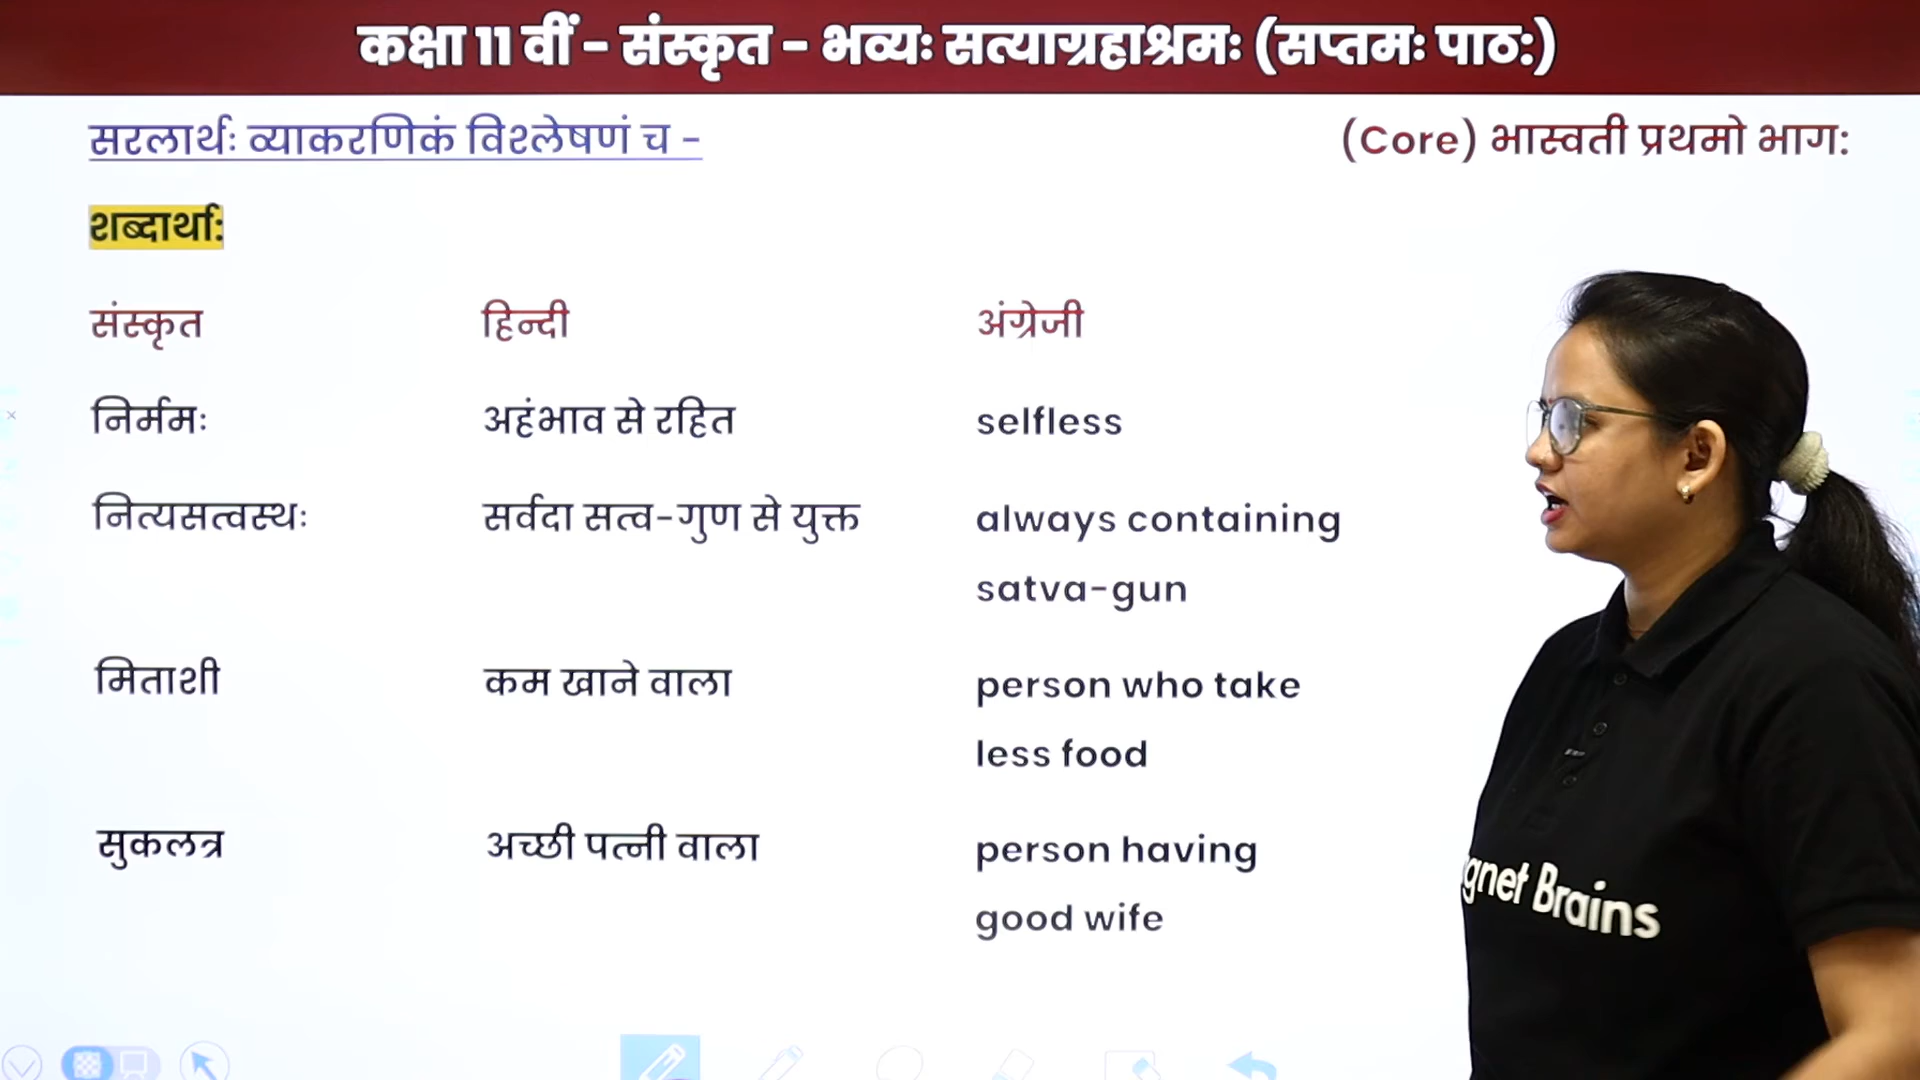 कक्षा 11 वीं - संस्कृत - भव्यः सत्याग्रहाश्रमः (सप्तमः पाठः)
सरलार्थः व्याकरणिकं विश्लेषणं च - (Core) भास्वती प्रथमो भागः
शब्दार्थाः
संस्कृत हिन्दी अंग्रेजी
निर्ममः अहंभाव से रहित selfless
नित्यसत्वस्थः सर्वदा सत्व-गुण से युक्त always containing
satva-gun
मिताशी कम खाने वाला person who take
less food
सुकलत्र अच्छी पत्नी वाला person having
good wife
gnet Brains